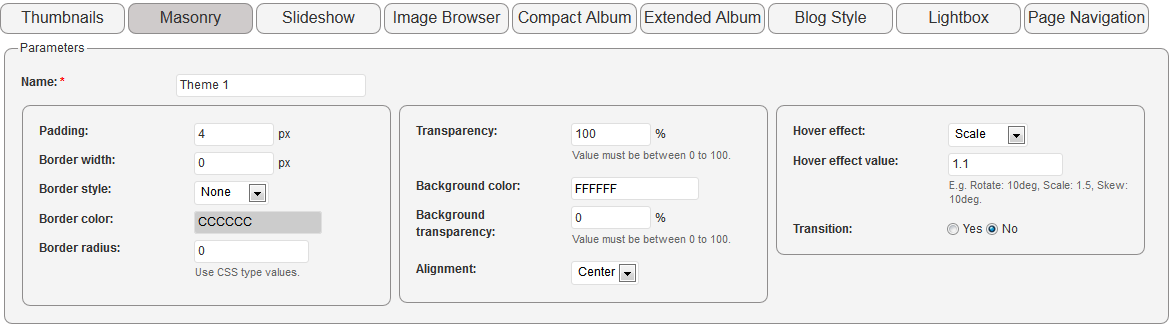 Thumbnails Masonry Slideshow Image Browser Compact Album Extended Album Blog Style Lightbox Page Navigation
Parameters
Name: * Theme 1
Padding: 4 px
Border width: 0 px
Border style: None
Border color: CCCCCC
Border radius: 0
Use CSS type values.
Transparency: 100 %
Value must be between 0 to 100.
Background color: FFFFFF
Background
transparency: 0 %
Value must be between 0 to 100.
Alignment: Center
Hover effect: Scale
Hover effect value: 1.1
E.g. Rotate: 10deg, Scale: 1.5, Skew:
10deg.
Transition: Yes No